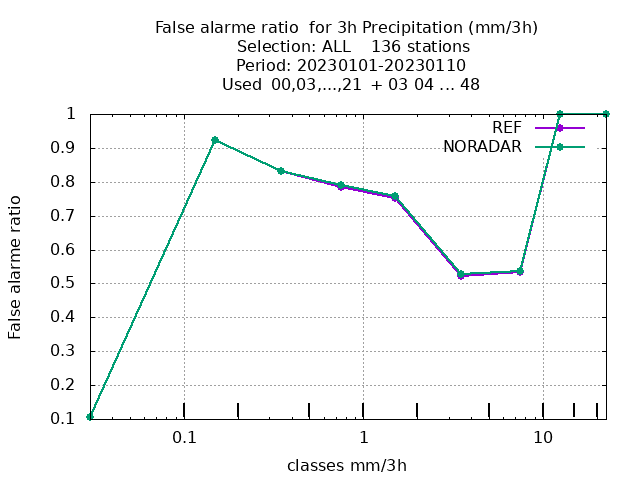 False alarme ratio  for 3h Precipitation (mm/3h)
Selection: ALL    136 stations
Period: 20230101-20230110
Used  00,03,...,21  + 03 04 ... 48
REF
NORADAR
1
0.9
0.8
0.7
0.6
0.5
0.4
0.3
0.2
0.1
False alarme ratio
0.1 1 10
classes mm/3h